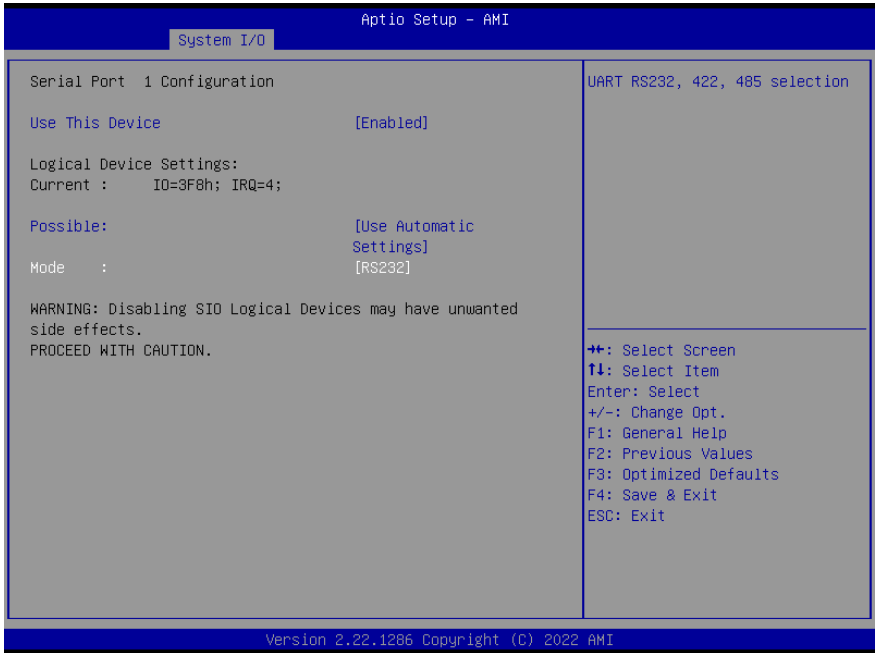 Aptio Setup – AMI
System I/O
Serial Port 1 Configuration
Use This Device [Enabled]
Logical Device Settings:
Current : IO=3F8h; IRQ=4;
Possible: [Use Automatic
Settings]
Mode : [RS232]
WARNING: Disabling SIO Logical Devices may have unwanted
side effects.
PROCEED WITH CAUTION.
UART RS232, 422, 485 selection
→←: Select Screen
↑↓: Select Item
Enter: Select
+/-: Change Opt.
F1: General Help
F2: Previous Values
F3: Optimized Defaults
F4: Save & Exit
ESC: Exit
Version 2.22.1286 Copyright (C) 2022 AMI